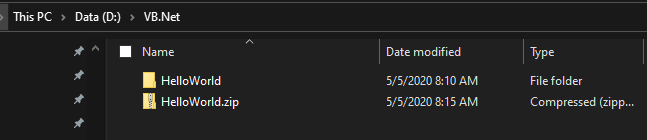 This PC > Data (D:) > VB.Net
Name Date modified Type
HelloWorld 5/5/2020 8:10 AM File folder
HelloWorld.zip 5/5/2020 8:15 AM Compressed (zipp...